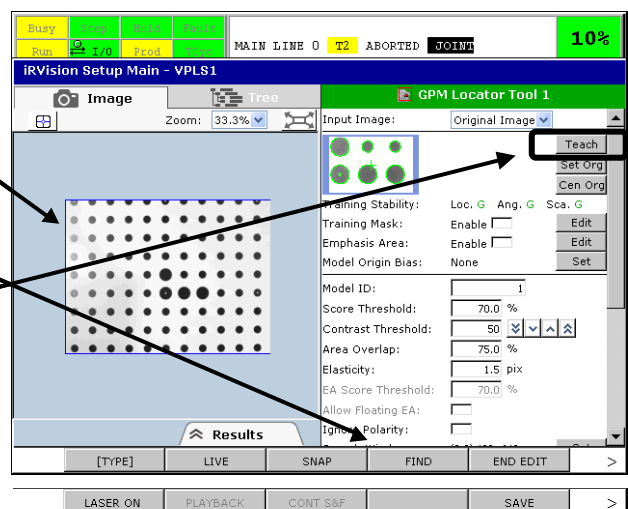 Busy Step Hold Fault
Run I/O Prod TCyc
MAIN LINE 0 T2 ABORTED JOINT
10%
iRVision Setup Main - VPLS1
Image Tree
GPM Locator Tool 1
Zoom: 33.3%
Input Image: Original Image
Teach
Set Org
Cen Org
Training Stability: Loc. G Ang. G Sca. G
Training Mask: Enable Edit
Emphasis Area: Enable Edit
Model Origin Bias: None Set
Model ID: 1
Score Threshold: 70.0 %
Contrast Threshold: 50
Area Overlap: 75.0 %
Elasticity: 1.5 pix
EA Score Threshold: 70.0 %
Allow Floating EA:
Ignore Polarity:
Results
[TYPE] LIVE SNAP FIND END EDIT >
LASER ON PLAYBACK CONT S&F SAVE >